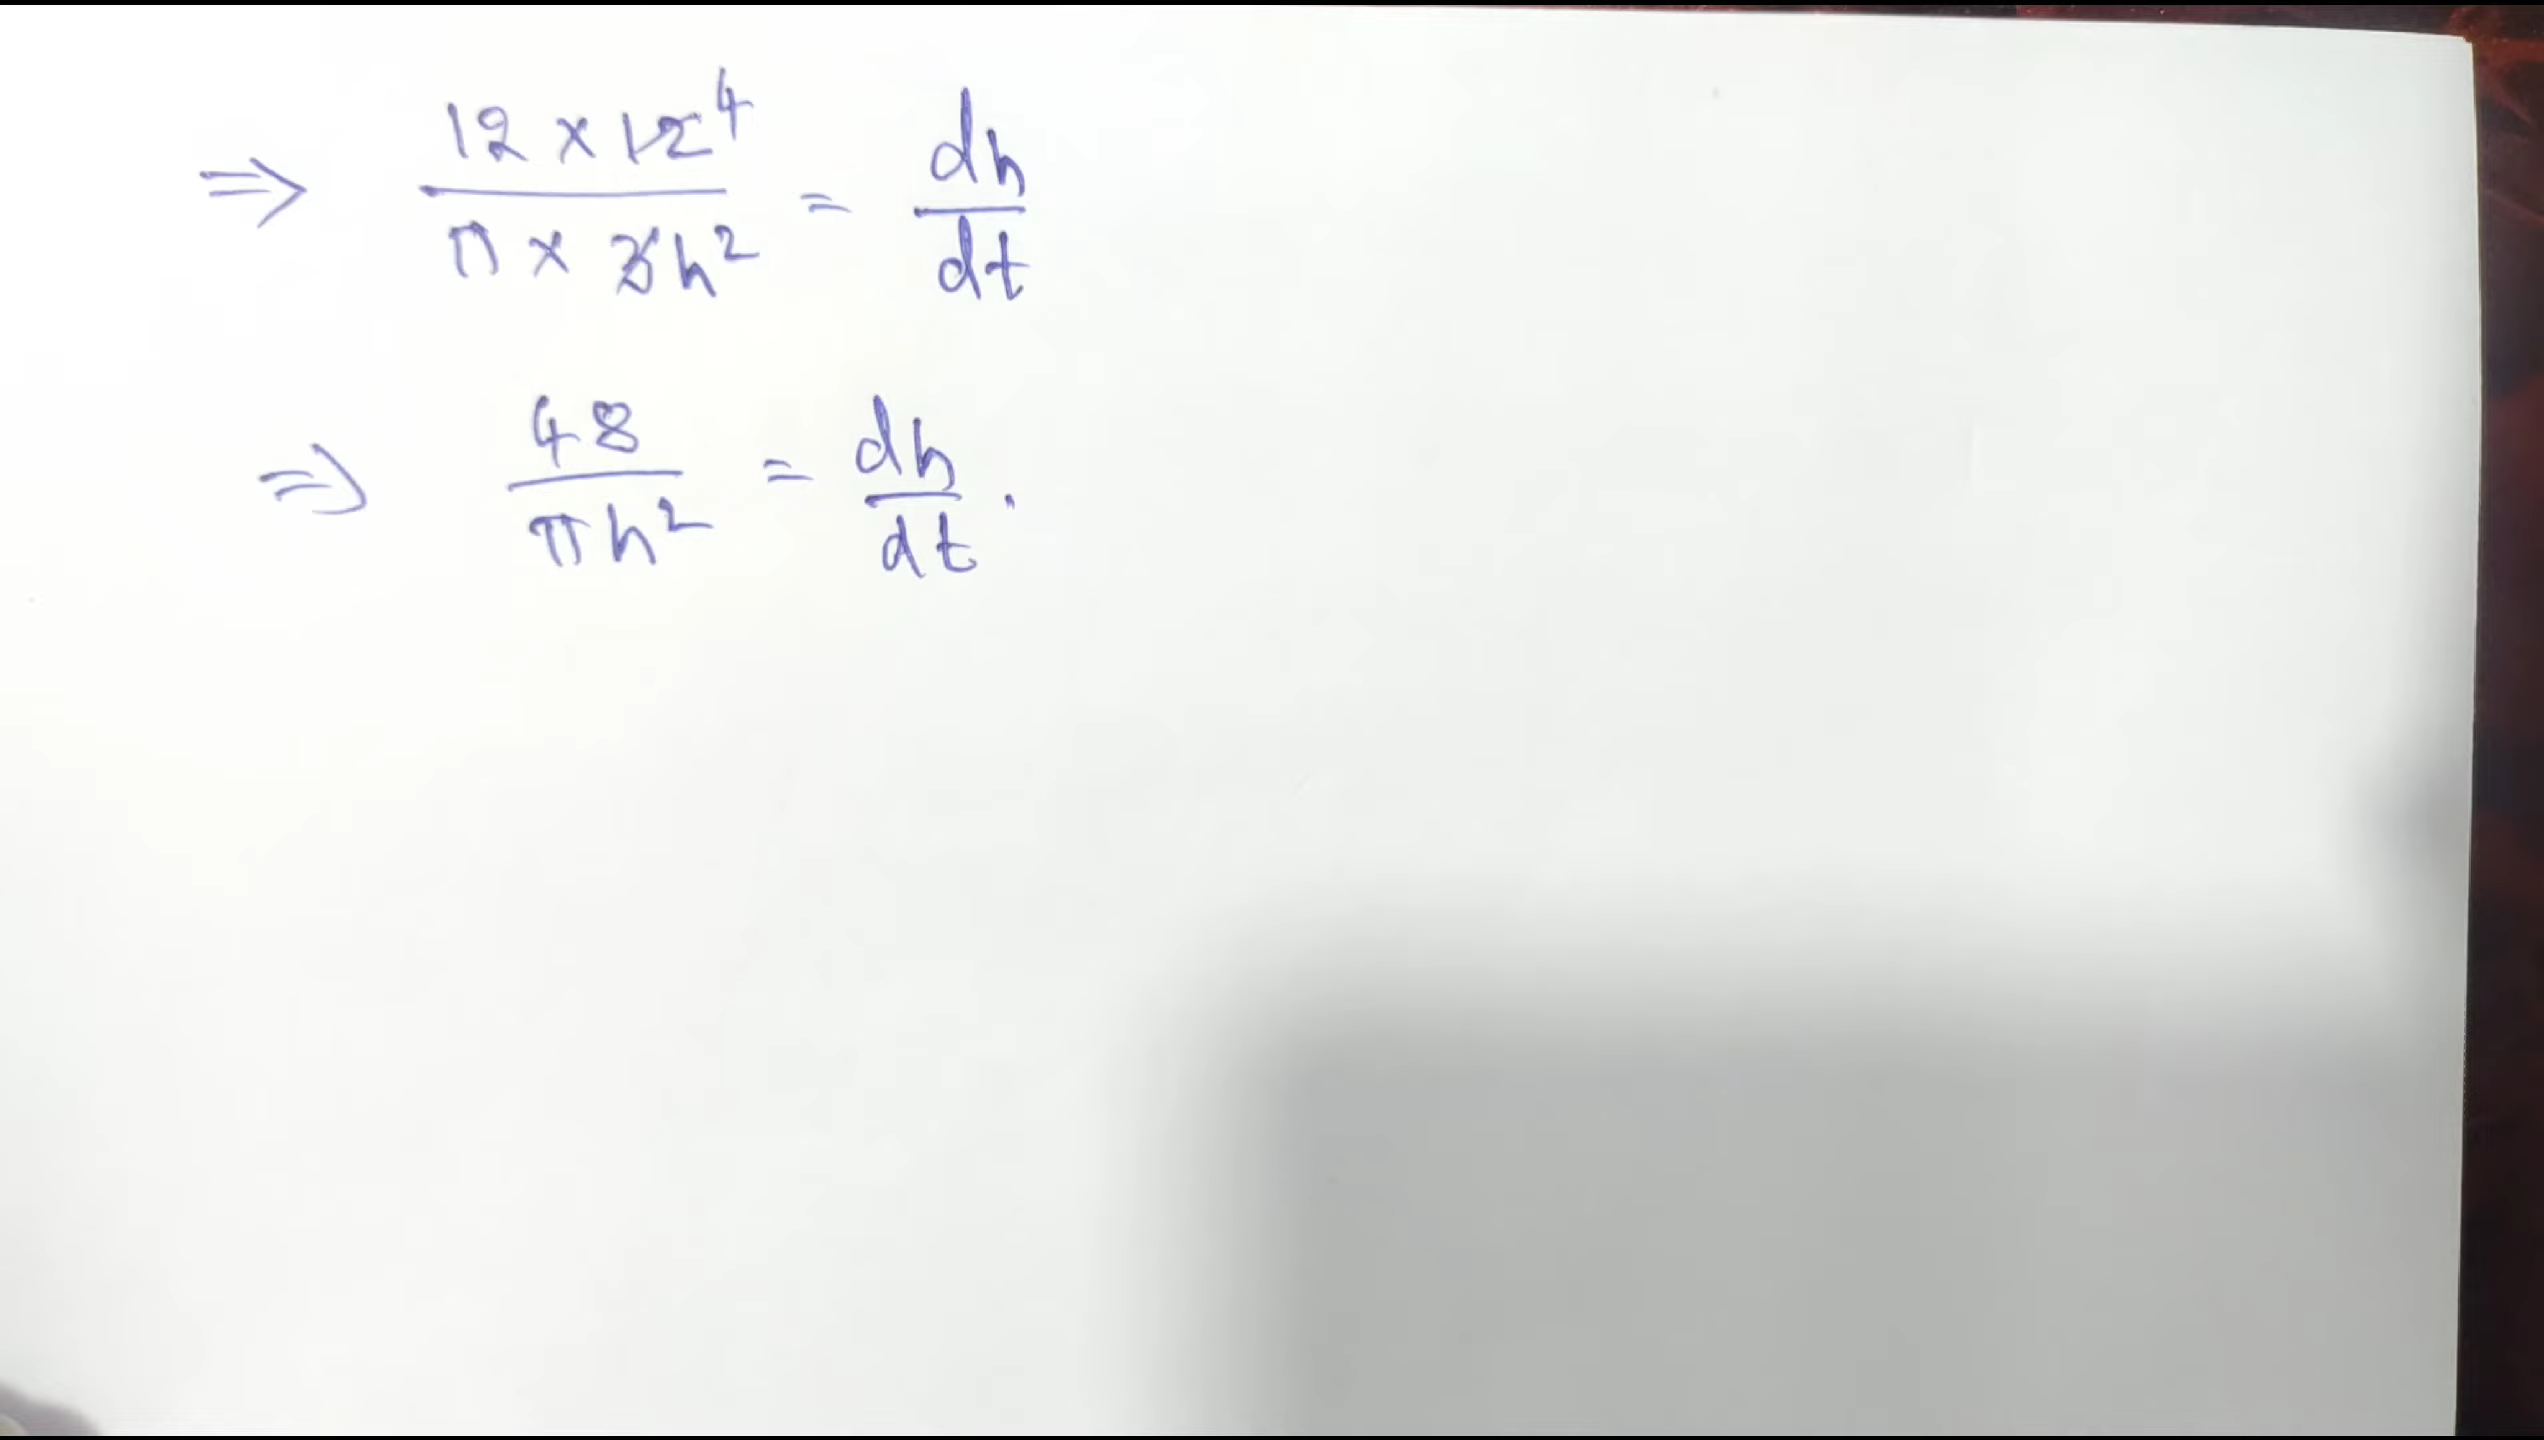 ⇒ 12 × 12⁴ / π × 3h² = dh/dt
⇒ 48 / πh² = dh/dt.